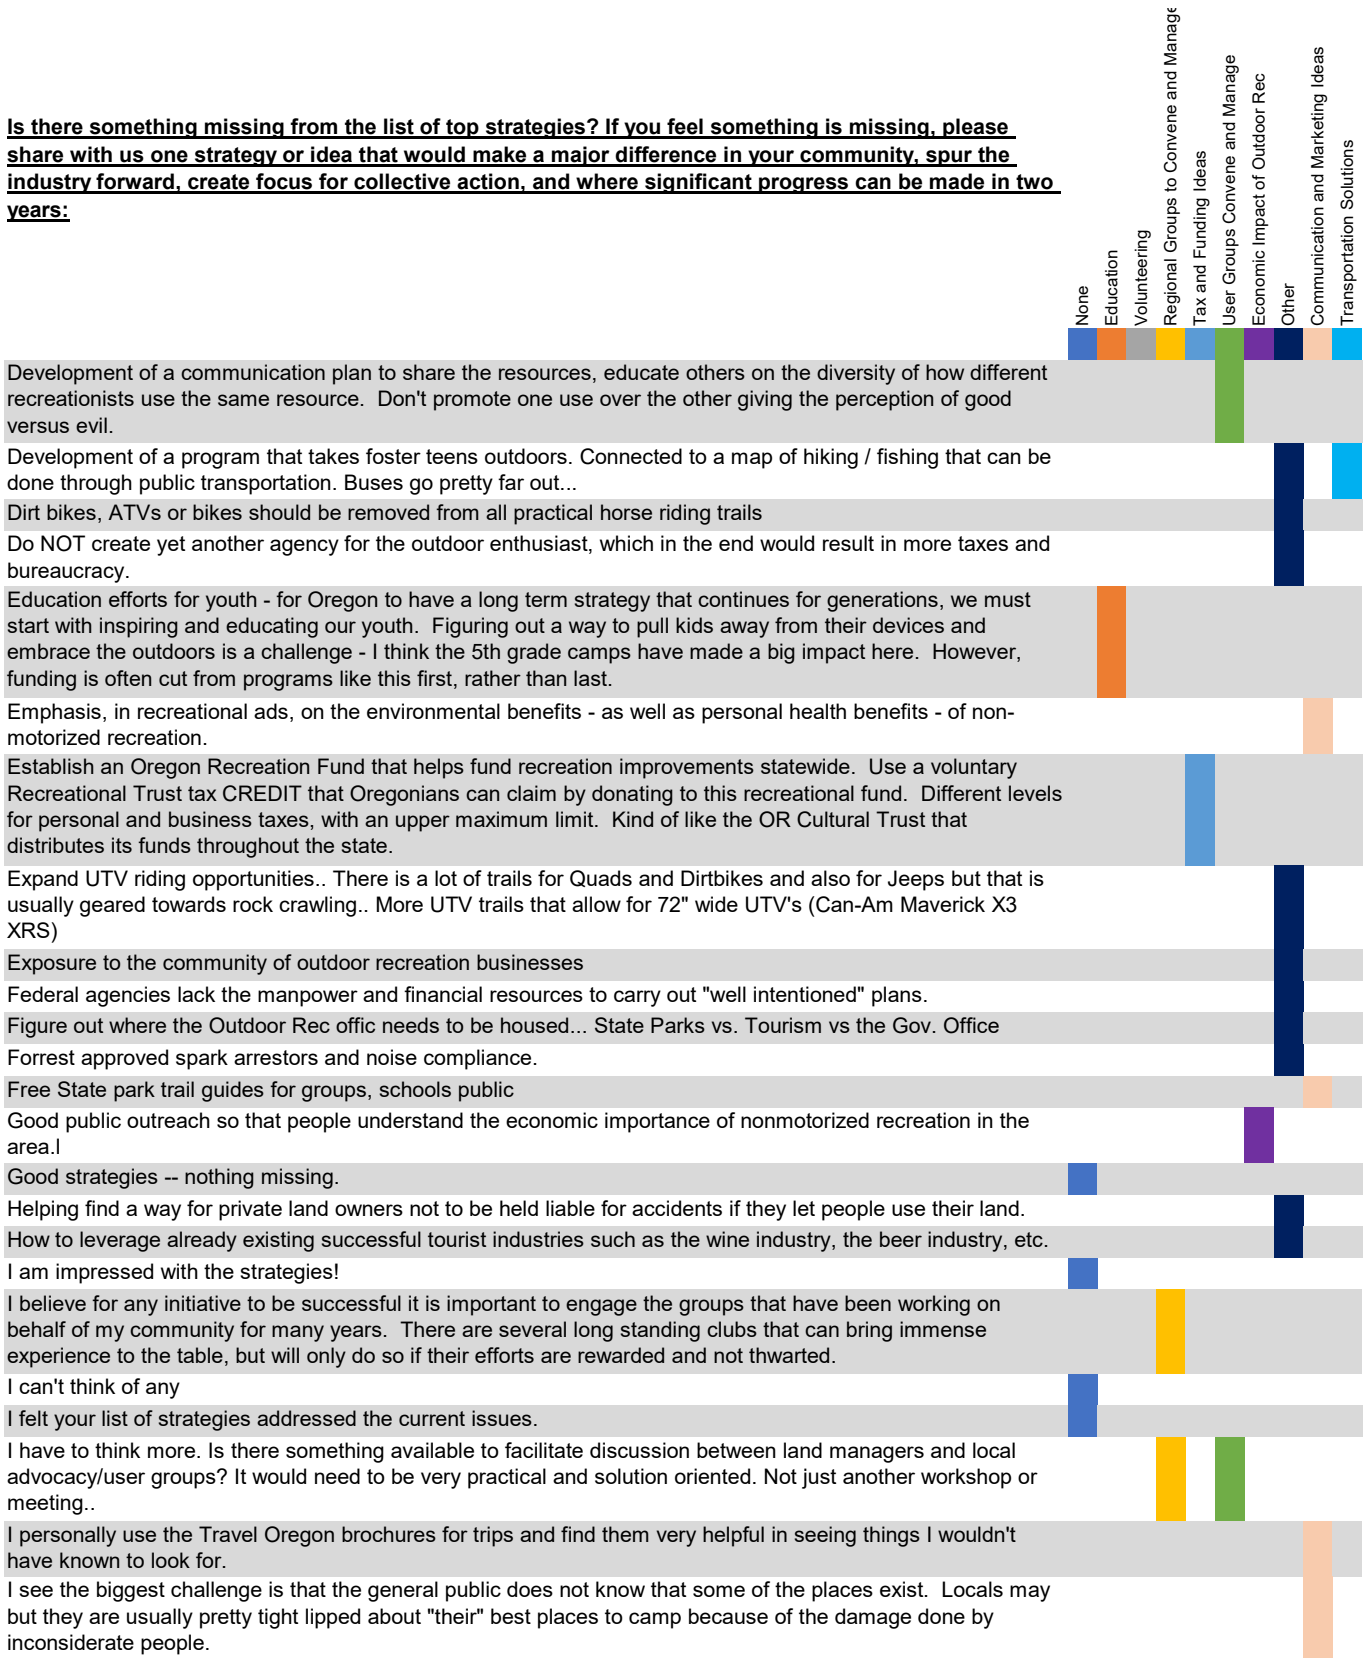 Is there something missing from the list of top strategies? If you feel something is missing, please
share with us one strategy or idea that would make a major difference in your community, spur the
industry forward, create focus for collective action, and where significant progress can be made in two
years:
None
Education
Volunteering
Regional Groups to Convene and Manage
Tax and Funding Ideas
User Groups Convene and Manage
Economic Impact of Outdoor Rec
Other
Communication and Marketing Ideas
Transportation Solutions
Development of a communication plan to share the resources, educate others on the diversity of how different
recreationists use the same resource.  Don't promote one use over the other giving the perception of good
versus evil.
Development of a program that takes foster teens outdoors. Connected to a map of hiking / fishing that can be
done through public transportation. Buses go pretty far out...
Dirt bikes, ATVs or bikes should be removed from all practical horse riding trails
Do NOT create yet another agency for the outdoor enthusiast, which in the end would result in more taxes and
bureaucracy.
Education efforts for youth - for Oregon to have a long term strategy that continues for generations, we must
start with inspiring and educating our youth.  Figuring out a way to pull kids away from their devices and
embrace the outdoors is a challenge - I think the 5th grade camps have made a big impact here.  However,
funding is often cut from programs like this first, rather than last.
Emphasis, in recreational ads, on the environmental benefits - as well as personal health benefits - of non-
motorized recreation.
Establish an Oregon Recreation Fund that helps fund recreation improvements statewide.  Use a voluntary
Recreational Trust tax CREDIT that Oregonians can claim by donating to this recreational fund.  Different levels
for personal and business taxes, with an upper maximum limit.  Kind of like the OR Cultural Trust that
distributes its funds throughout the state.
Expand UTV riding opportunities.. There is a lot of trails for Quads and Dirtbikes and also for Jeeps but that is
usually geared towards rock crawling.. More UTV trails that allow for 72" wide UTV's (Can-Am Maverick X3
XRS)
Exposure to the community of outdoor recreation businesses
Federal agencies lack the manpower and financial resources to carry out "well intentioned" plans.
Figure out where the Outdoor Rec offic needs to be housed... State Parks vs. Tourism vs the Gov. Office
Forrest approved spark arrestors and noise compliance.
Free State park trail guides for groups, schools public
Good public outreach so that people understand the economic importance of nonmotorized recreation in the
area.l
Good strategies -- nothing missing.
Helping find a way for private land owners not to be held liable for accidents if they let people use their land.
How to leverage already existing successful tourist industries such as the wine industry, the beer industry, etc.
I am impressed with the strategies!
I believe for any initiative to be successful it is important to engage the groups that have been working on
behalf of my community for many years.  There are several long standing clubs that can bring immense
experience to the table, but will only do so if their efforts are rewarded and not thwarted.
I can't think of any
I felt your list of strategies addressed the current issues.
I have to think more. Is there something available to facilitate discussion between land managers and local
advocacy/user groups? It would need to be very practical and solution oriented. Not just another workshop or
meeting..
I personally use the Travel Oregon brochures for trips and find them very helpful in seeing things I wouldn't
have known to look for.
I see the biggest challenge is that the general public does not know that some of the places exist.  Locals may
but they are usually pretty tight lipped about "their" best places to camp because of the damage done by
inconsiderate people.